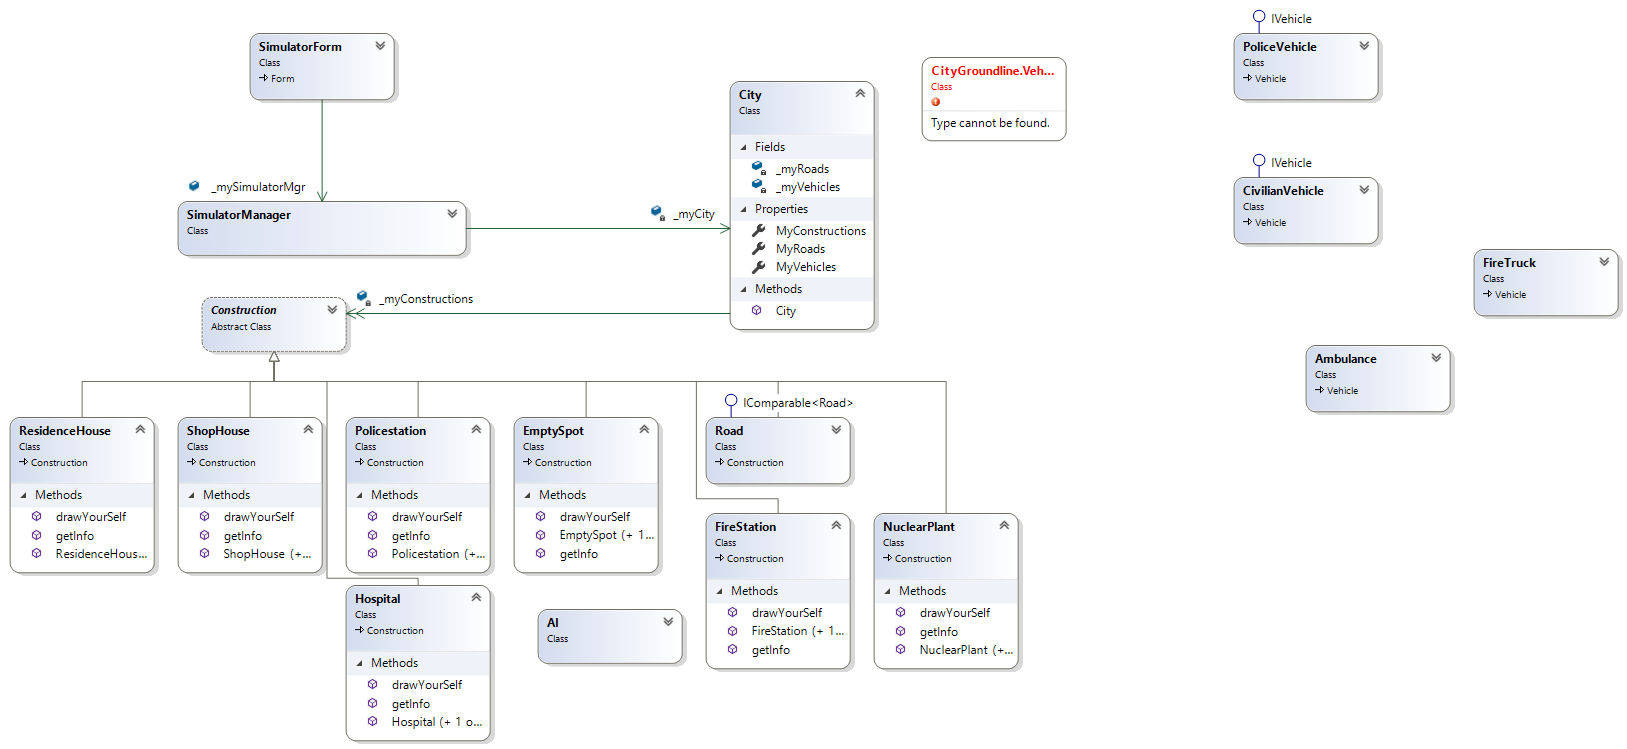 SimulatorForm
Class
Form
_mySimulatorMgr
SimulatorManager
Class
_myCity
City
Class
Fields
_myRoads
_myVehicles
Properties
MyConstructions
MyRoads
MyVehicles
Methods
City
CityGroundline.Veh...
Class
Type cannot be found.
IVehicle
PoliceVehicle
Class
Vehicle
IVehicle
CivilianVehicle
Class
Vehicle
FireTruck
Class
Vehicle
Ambulance
Class
Vehicle
_myConstructions
Construction
Abstract Class
ResidenceHouse
Class
Construction
Methods
drawYourSelf
getInfo
ResidenceHous...
ShopHouse
Class
Construction
Methods
drawYourSelf
getInfo
ShopHouse (+...
Policestation
Class
Construction
Methods
drawYourSelf
getInfo
Policestation (+...
EmptySpot
Class
Construction
Methods
drawYourSelf
EmptySpot (+ 1...
getInfo
IComparable<Road>
Road
Class
Construction
FireStation
Class
Construction
Methods
drawYourSelf
FireStation (+ 1...
getInfo
NuclearPlant
Class
Construction
Methods
drawYourSelf
getInfo
NuclearPlant (+...
Hospital
Class
Construction
Methods
drawYourSelf
getInfo
Hospital (+ 1 o...
AI
Class